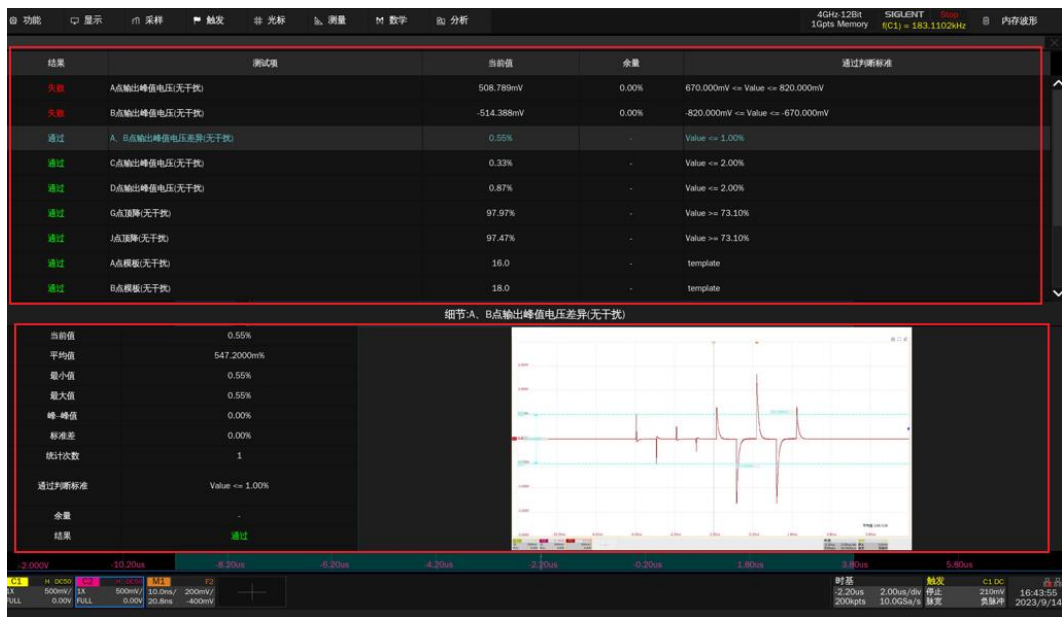 功能 显示 采样 触发 光标 测量 数学 分析 4GHz-12Bit SIGLENT Stop 内存波形
1Gpts Memory f(C1) = 183.1102kHz
结果 测试项 当前值 余量 通过判断标准
失败 A点输出峰值电压(无干扰) 508.789mV 0.00% 670.000mV <= Value <= 820.000mV
失败 B点输出峰值电压(无干扰) -514.388mV 0.00% -820.000mV <= Value <= -670.000mV
通过 A、B点输出峰值电压差异(无干扰) 0.55% - Value <= 1.00%
通过 C点输出峰值电压(无干扰) 0.33% - Value <= 2.00%
通过 D点输出峰值电压(无干扰) 0.87% - Value <= 2.00%
通过 G点顶降(无干扰) 97.97% - Value >= 73.10%
通过 J点顶降(无干扰) 97.47% - Value >= 73.10%
通过 A点模板(无干扰) 16.0 - template
通过 B点模板(无干扰) 18.0 - template
细节:A、B点输出峰值电压差异(无干扰)
当前值 0.55%
平均值 547.2000m%
最小值 0.55%
最大值 0.55%
峰-峰值 0.00%
标准差 0.00%
统计次数 1
通过判断标准 Value <= 1.00%
余量 -
结果 通过
-2.000V -10.20us -8.20us -6.20us -4.20us -2.20us -0.20us 1.80us 3.80us 5.80us
C1 DC50 C2 M1 F2 时基 触发 C1 DC
1X 500mV/ 1X 500mV/ 10.0ns/ 200mV/ -2.20us 2.00us/div 停止 210mV 16:43:55
FULL 0.00V FULL 0.00V 20.8ns -400mV 200kpts 10.0GSa/s 脉宽 负脉冲 2023/9/14